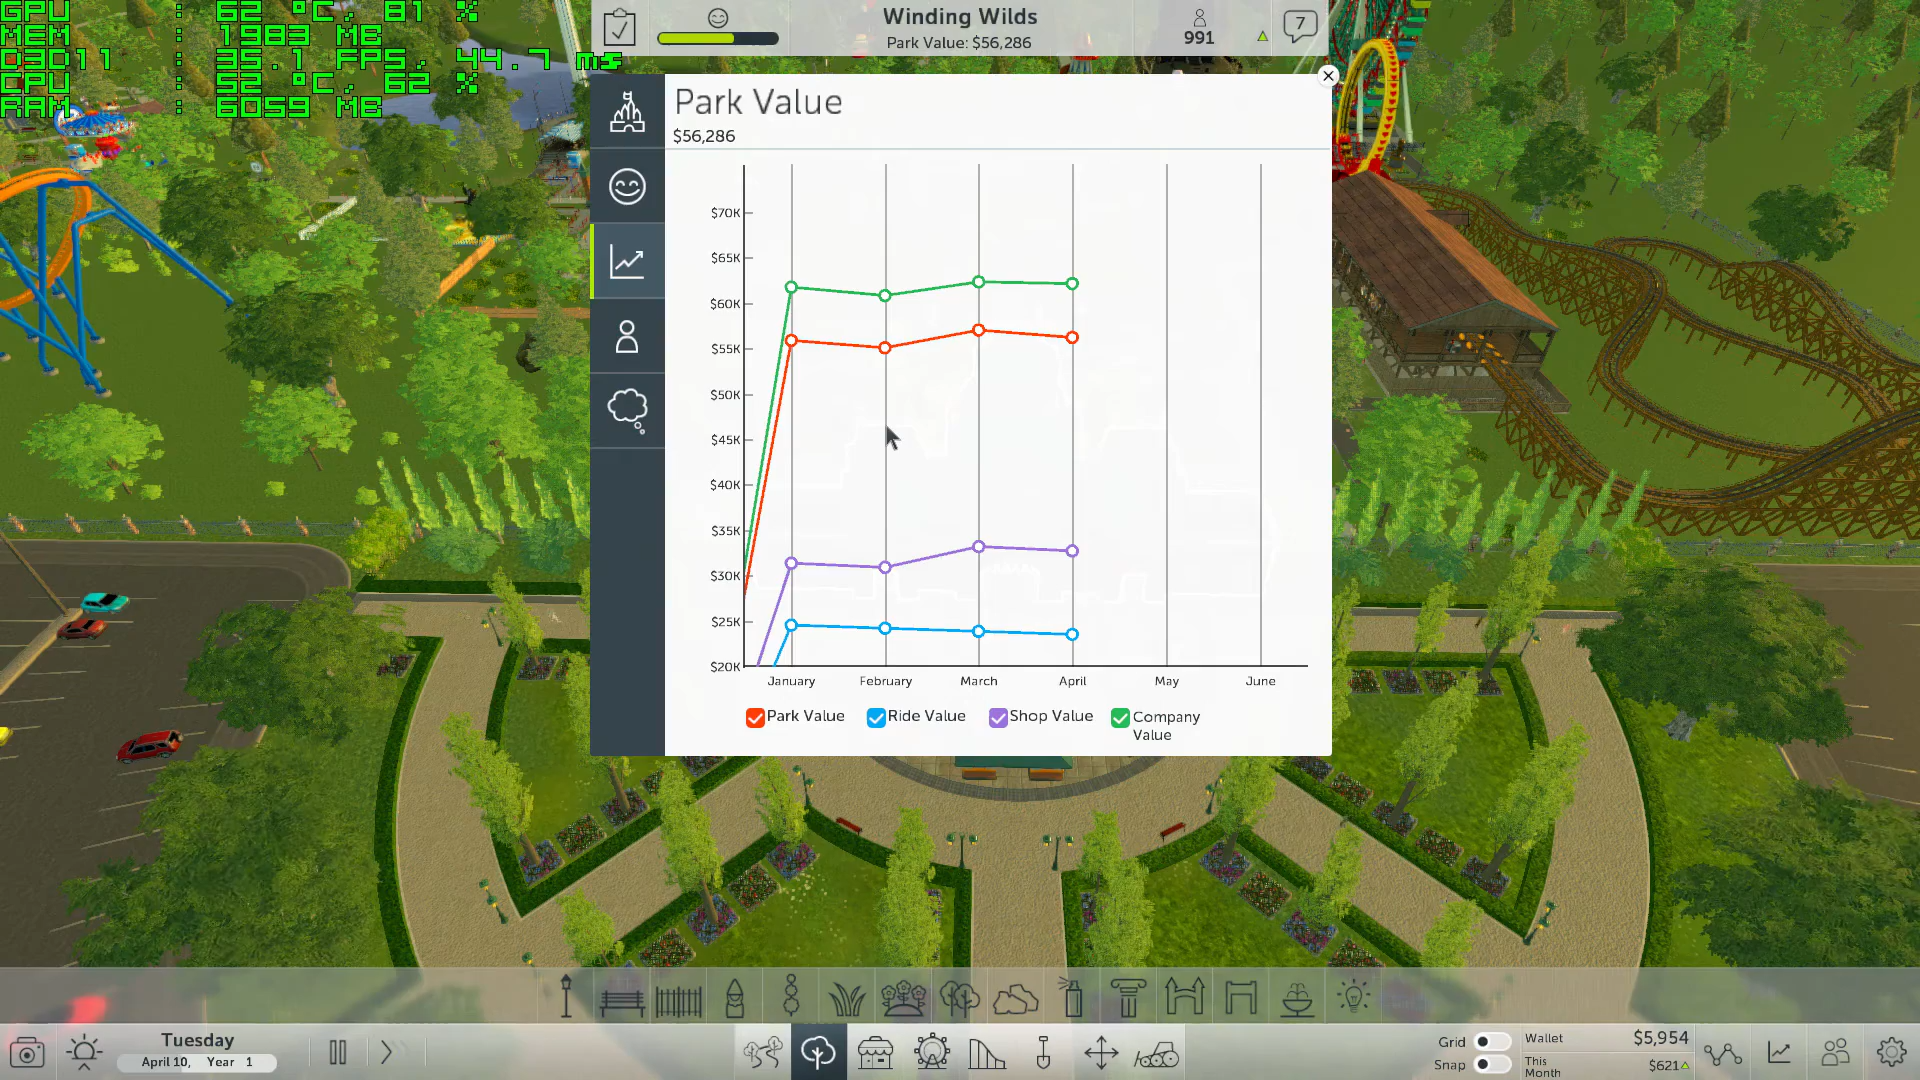 GPU : 62 °C, 81 %
MEM : 1983 MB
D3D11 : 35.1 FPS, 44.7 ms
CPU : 52 °C, 62 %
RAM : 6059 MB
Winding Wilds
Park Value: $56,286
991
7
Park Value
$56,286
$70K
$65K
$60K
$55K
$50K
$45K
$40K
$35K
$30K
$25K
$20K
January February March April May June
Park Value Ride Value Shop Value Company
Value
Tuesday
April 10, Year 1
Grid
Snap
Wallet $5,954
This
Month $621